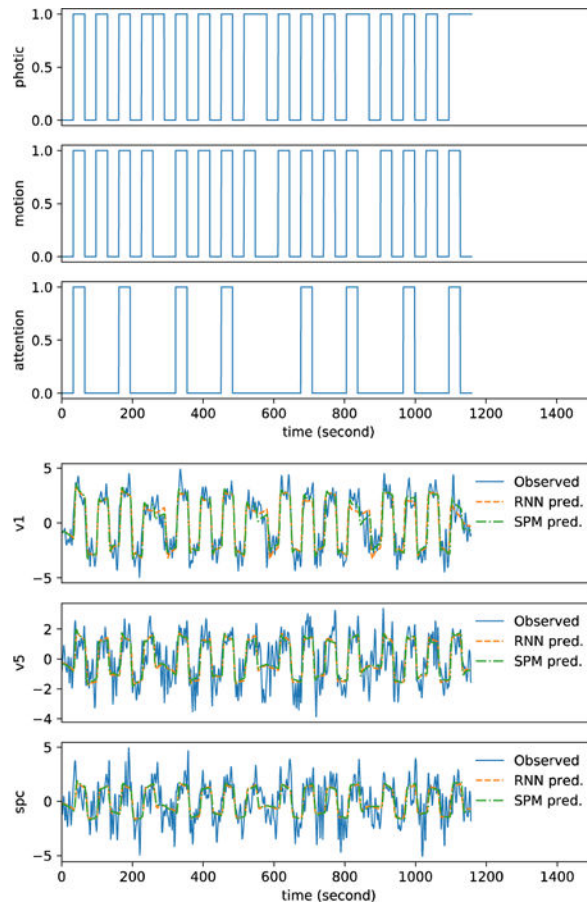 photic
1.0
0.5
0.0
motion
1.0
0.5
0.0
attention
1.0
0.5
0.0
0 200 400 600 800 1000 1200 1400
time (second)
v1
5
0
−5
Observed
RNN pred.
SPM pred.
v5
2
0
−2
−4
Observed
RNN pred.
SPM pred.
spc
5
0
−5
Observed
RNN pred.
SPM pred.
0 200 400 600 800 1000 1200 1400
time (second)